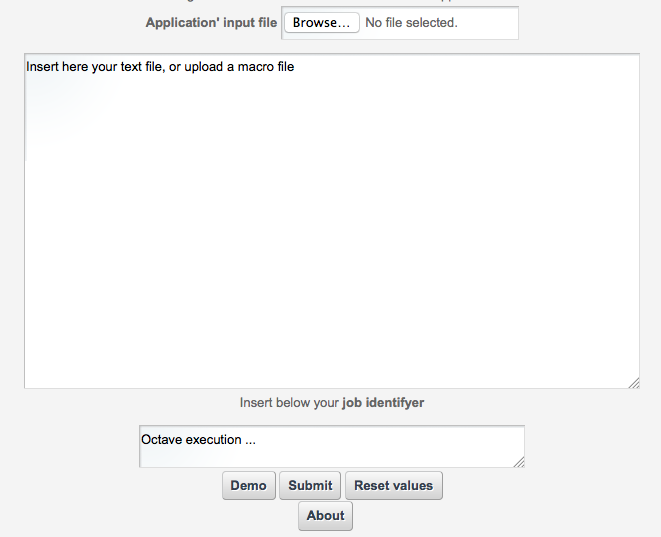 Application' input file Browse... No file selected.
Insert here your text file, or upload a macro file
Insert below your job identifyer
Octave execution ...
Demo Submit Reset values
About